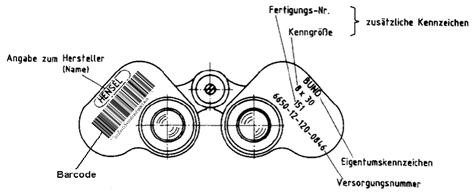 Fertigungs-Nr.
Kenngröße
zusätzliche Kennzeichen
Angabe zum Hersteller
(Name)
HENSEL
BUND
8 x 30
151
6650-12-120-0846
Barcode
Eigentumskennzeichen
Versorgungsnummer